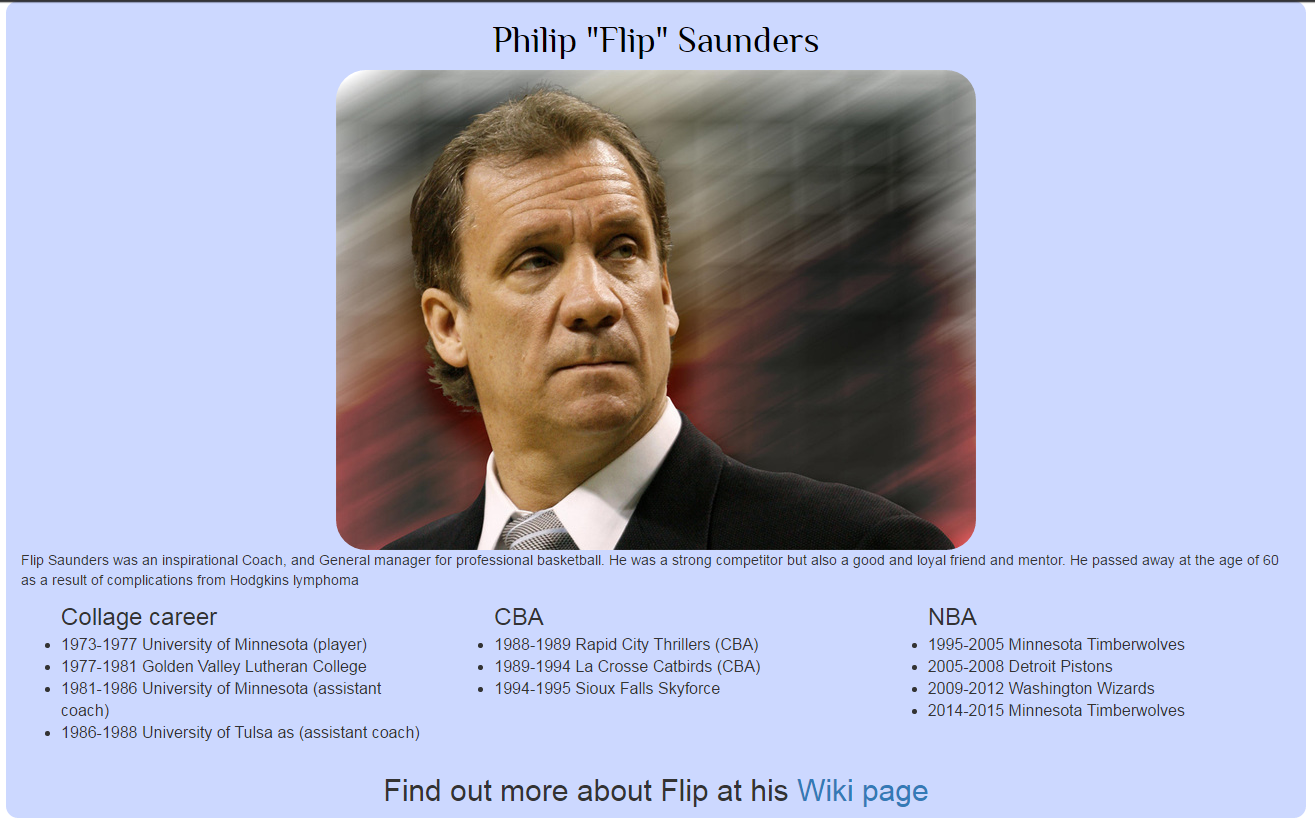 Philip "Flip" Saunders
Flip Saunders was an inspirational Coach, and General manager for professional basketball. He was a strong competitor but also a good and loyal friend and mentor. He passed away at the age of 60
as a result of complications from Hodgkins lymphoma
Collage career
1973-1977 University of Minnesota (player)
1977-1981 Golden Valley Lutheran College
1981-1986 University of Minnesota (assistant
coach)
1986-1988 University of Tulsa as (assistant coach)
CBA
1988-1989 Rapid City Thrillers (CBA)
1989-1994 La Crosse Catbirds (CBA)
1994-1995 Sioux Falls Skyforce
NBA
1995-2005 Minnesota Timberwolves
2005-2008 Detroit Pistons
2009-2012 Washington Wizards
2014-2015 Minnesota Timberwolves
Find out more about Flip at his Wiki page